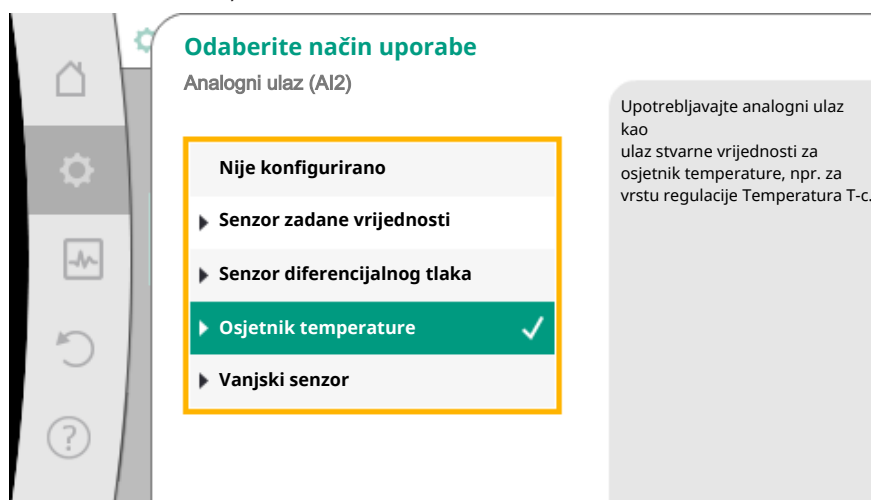 Odaberite način uporabe
Analogni ulaz (AI2)
Nije konfigurirano
Senzor zadane vrijednosti
Senzor diferencijalnog tlaka
Osjetnik temperature
Vanjski senzor
Upotrebljavajte analogni ulaz
kao
ulaz stvarne vrijednosti za
osjetnik temperature, npr. za
vrstu regulacije Temperatura T-c.
?